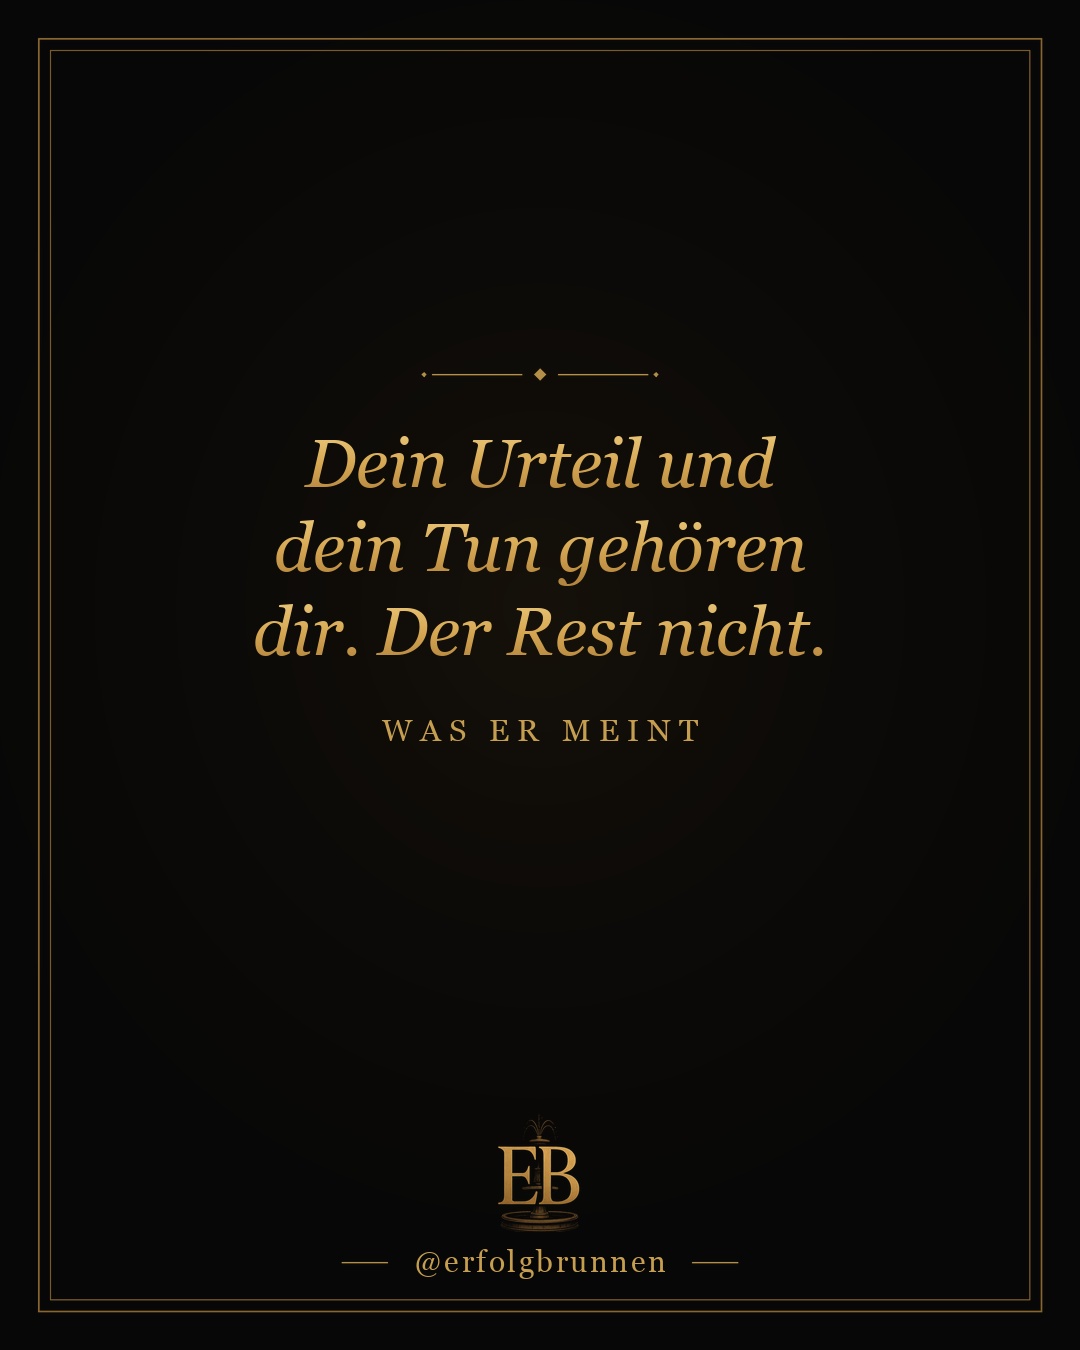 Dein Urteil und
dein Tun gehören
dir. Der Rest nicht.
WAS ER MEINT
EB
@erfolgbrunnen